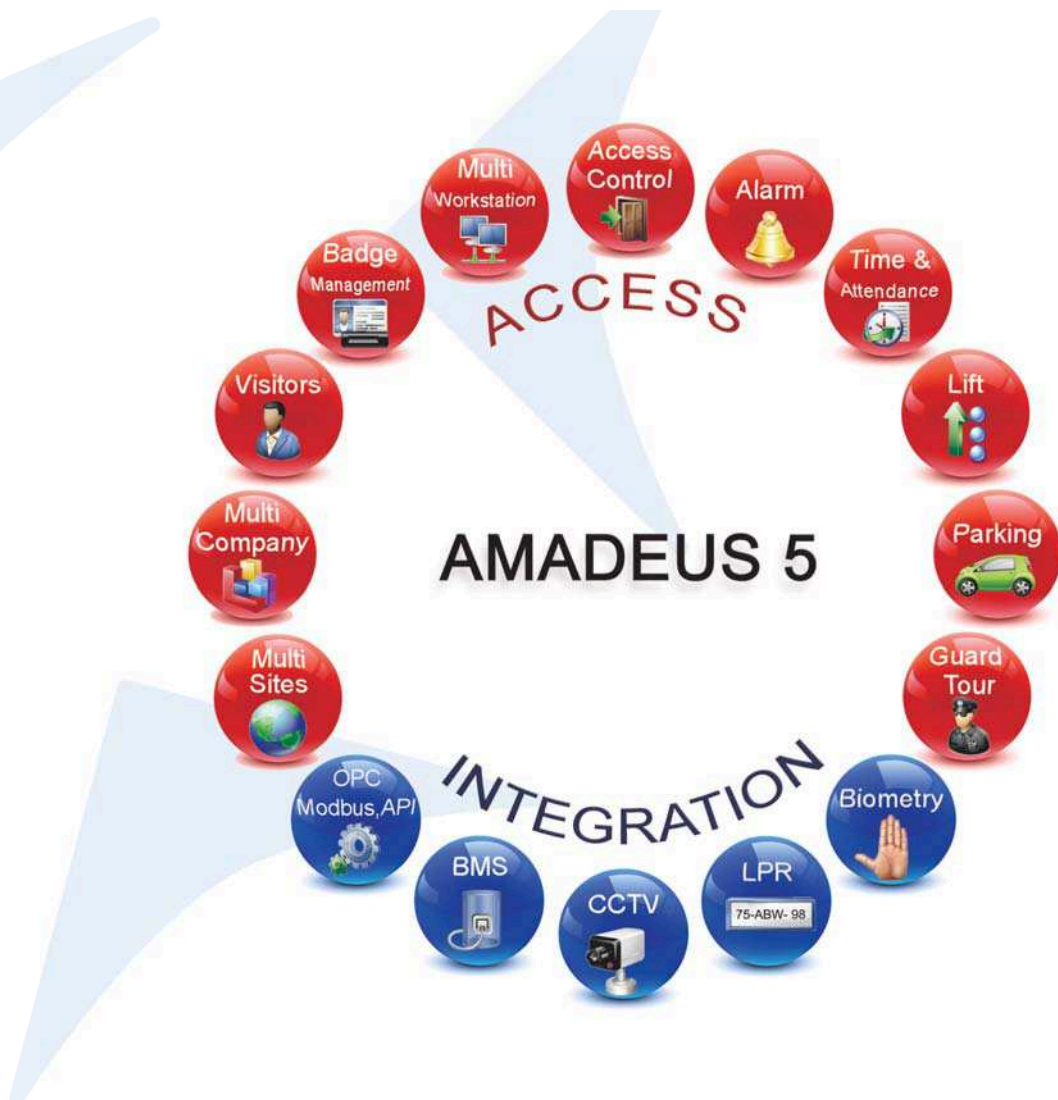 Access
Control
Multi
Workstation
Alarm
Badge
Management
Time &
Attendance
ACCESS
Visitors
Lift
Multi
Company
AMADEUS 5
Parking
Multi
Sites
Guard
Tour
INTEGRATION
OPC
Modbus,API
Biometry
BMS
LPR
75-ABW- 98
CCTV